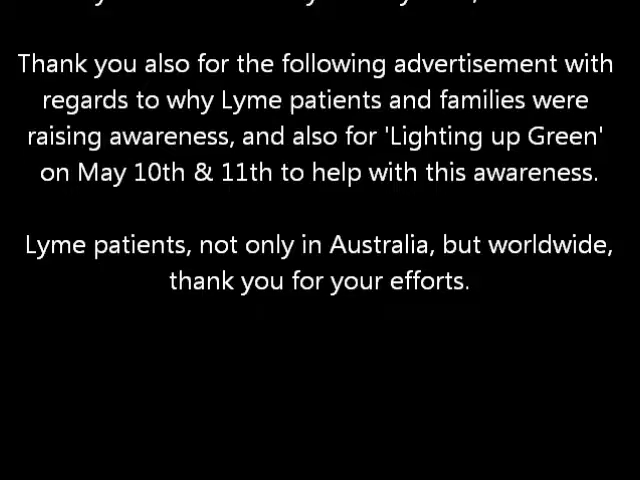 Thank you also for the following advertisement with
regards to why Lyme patients and families were
raising awareness, and also for 'Lighting up Green'
on May 10th & 11th to help with this awareness.
Lyme patients, not only in Australia, but worldwide,
thank you for your efforts.